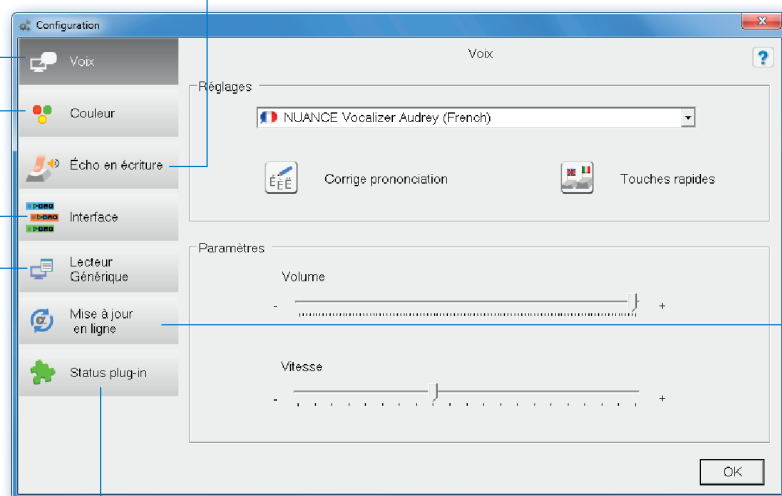 Configuration
Voix
Couleur
Écho en écriture
Interface
Lecteur
Générique
Mise à jour
en ligne
Status plug-in
Voix
?
Réglages
NUANCE Vocalizer Audrey (French)
ÉÈË
Corrige prononciation
Touches rapides
Paramètres
Volume
- +
Vitesse
- +
OK